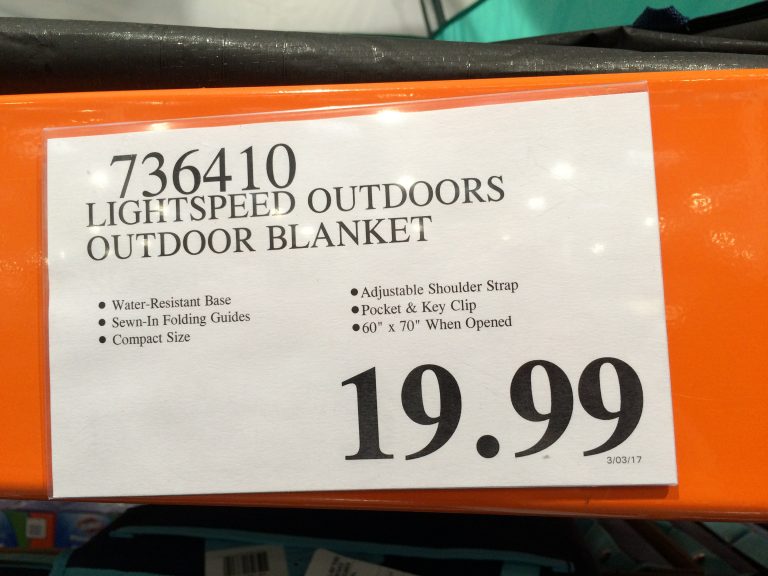 736410
LIGHTSPEED OUTDOORS
OUTDOOR BLANKET
• Water-Resistant Base
• Sewn-In Folding Guides
• Compact Size
• Adjustable Shoulder Strap
• Pocket & Key Clip
• 60" x 70" When Opened
19.99
3/03/17